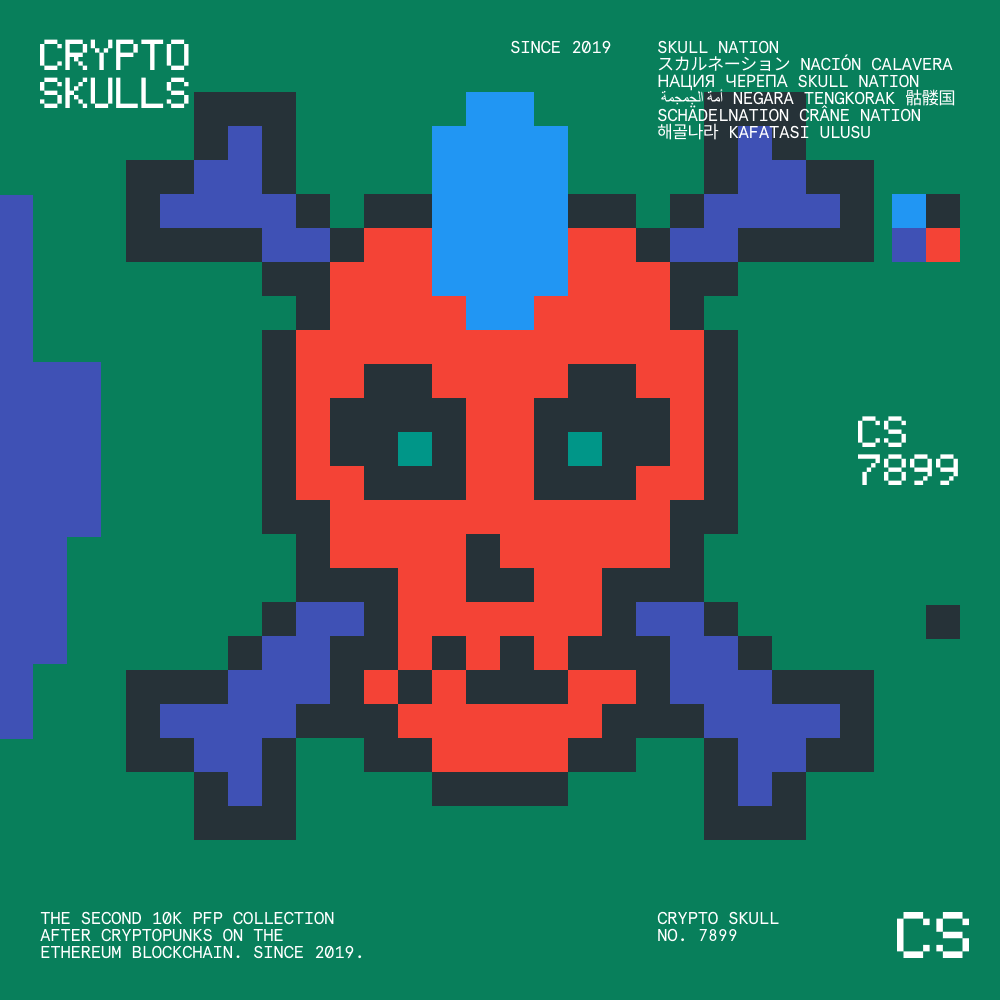 CRYPTO
SKULLS
SINCE 2019
SKULL NATION
スカルネーション NACIÓN CALAVERA
НАЦИЯ ЧЕРЕПА SKULL NATION
أمة الجمجمة NEGARA TENGKORAK 骷髅国
SCHÄDELNATION CRÂNE NATION
해골나라 KAFATASI ULUSU
CS
7899
THE SECOND 10K PFP COLLECTION
AFTER CRYPTOPUNKS ON THE
ETHEREUM BLOCKCHAIN. SINCE 2019.
CRYPTO SKULL
NO. 7899
CS